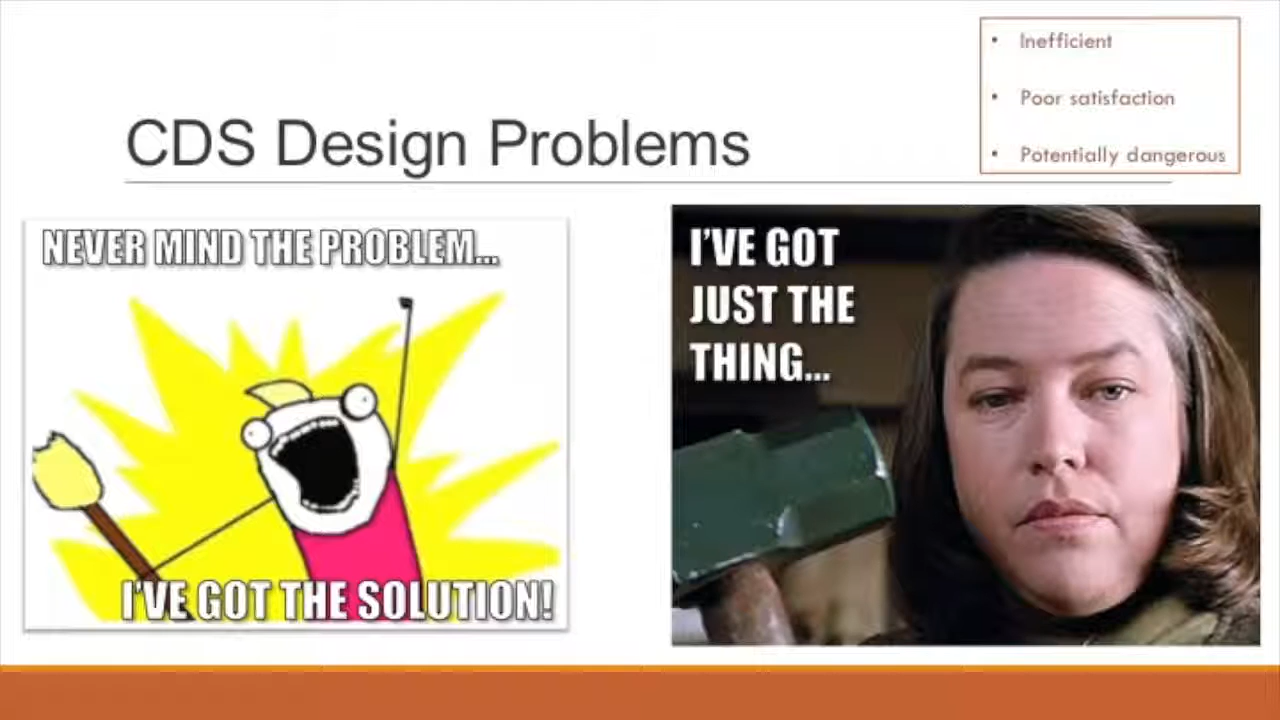 • Inefficient
• Poor satisfaction
• Potentially dangerous
CDS Design Problems
NEVER MIND THE PROBLEM...
I'VE GOT THE SOLUTION!
I'VE GOT
JUST THE
THING...